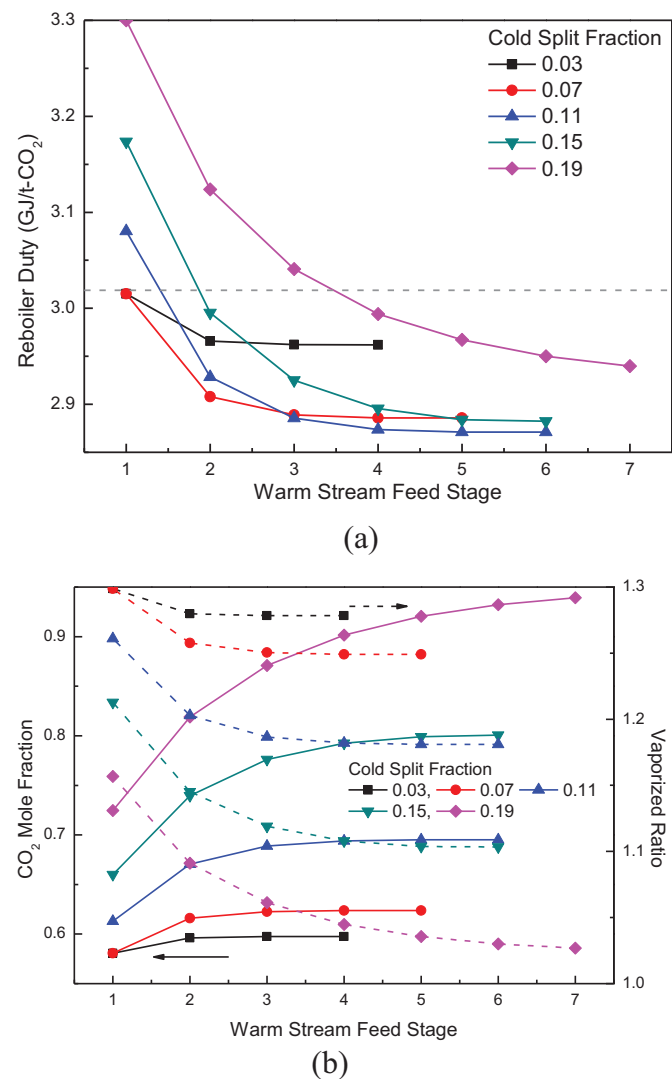 3.3
3.2
3.1
3.0
2.9
Reboiler Duty (GJ/t-CO₂)
Cold Split Fraction
0.03
0.07
0.11
0.15
0.19
1 2 3 4 5 6 7
Warm Stream Feed Stage
(a)
0.9
0.8
0.7
0.6
CO₂ Mole Fraction
1.3
1.2
1.1
1.0
Vaporized Ratio
Cold Split Fraction
0.03, 0.07 0.11
0.15, 0.19
1 2 3 4 5 6 7
Warm Stream Feed Stage
(b)